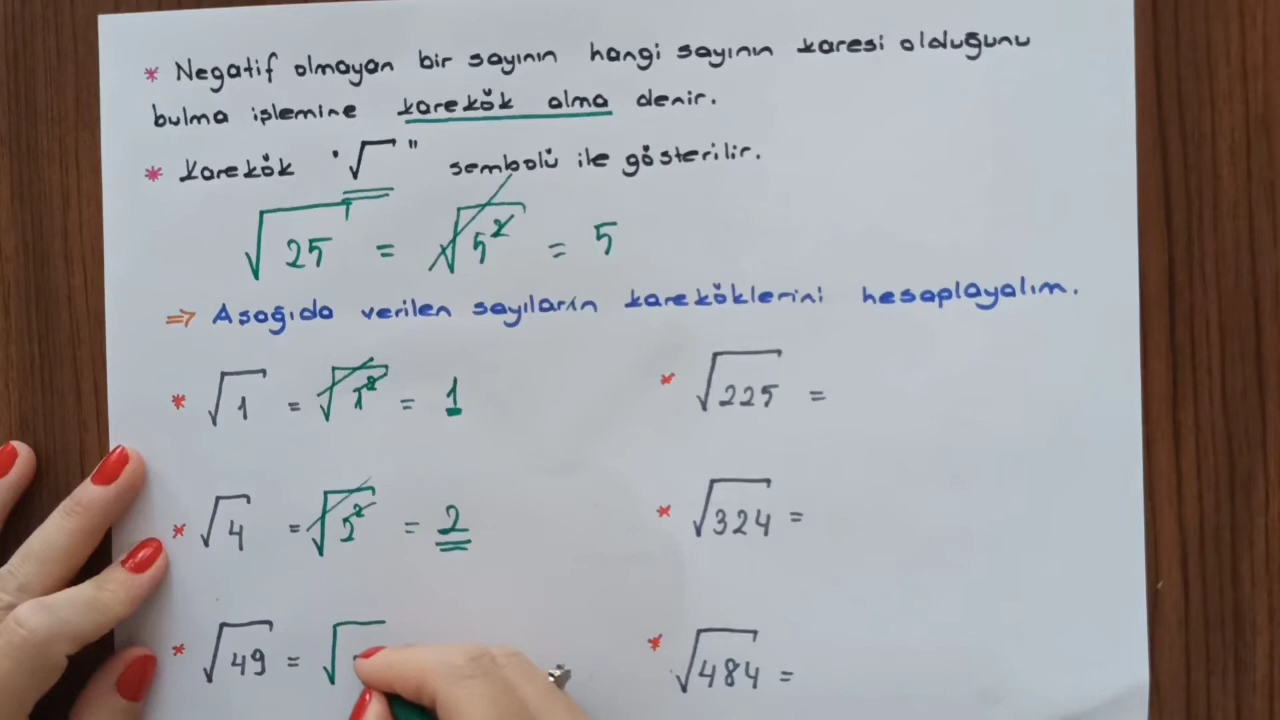 * Negatif olmayan bir sayının hangi sayının karesi olduğunu
bulma işlemine karekök alma denir.
* Karekök "√" sembolü ile gösterilir.
√25 = √5² = 5
⇒ Aşağıda verilen sayıların kareköklerini hesaplayalım.
* √1 = √1² = 1
* √225 =
* √4 = √2² = 2
* √324 =
* √49 = √
* √484 =